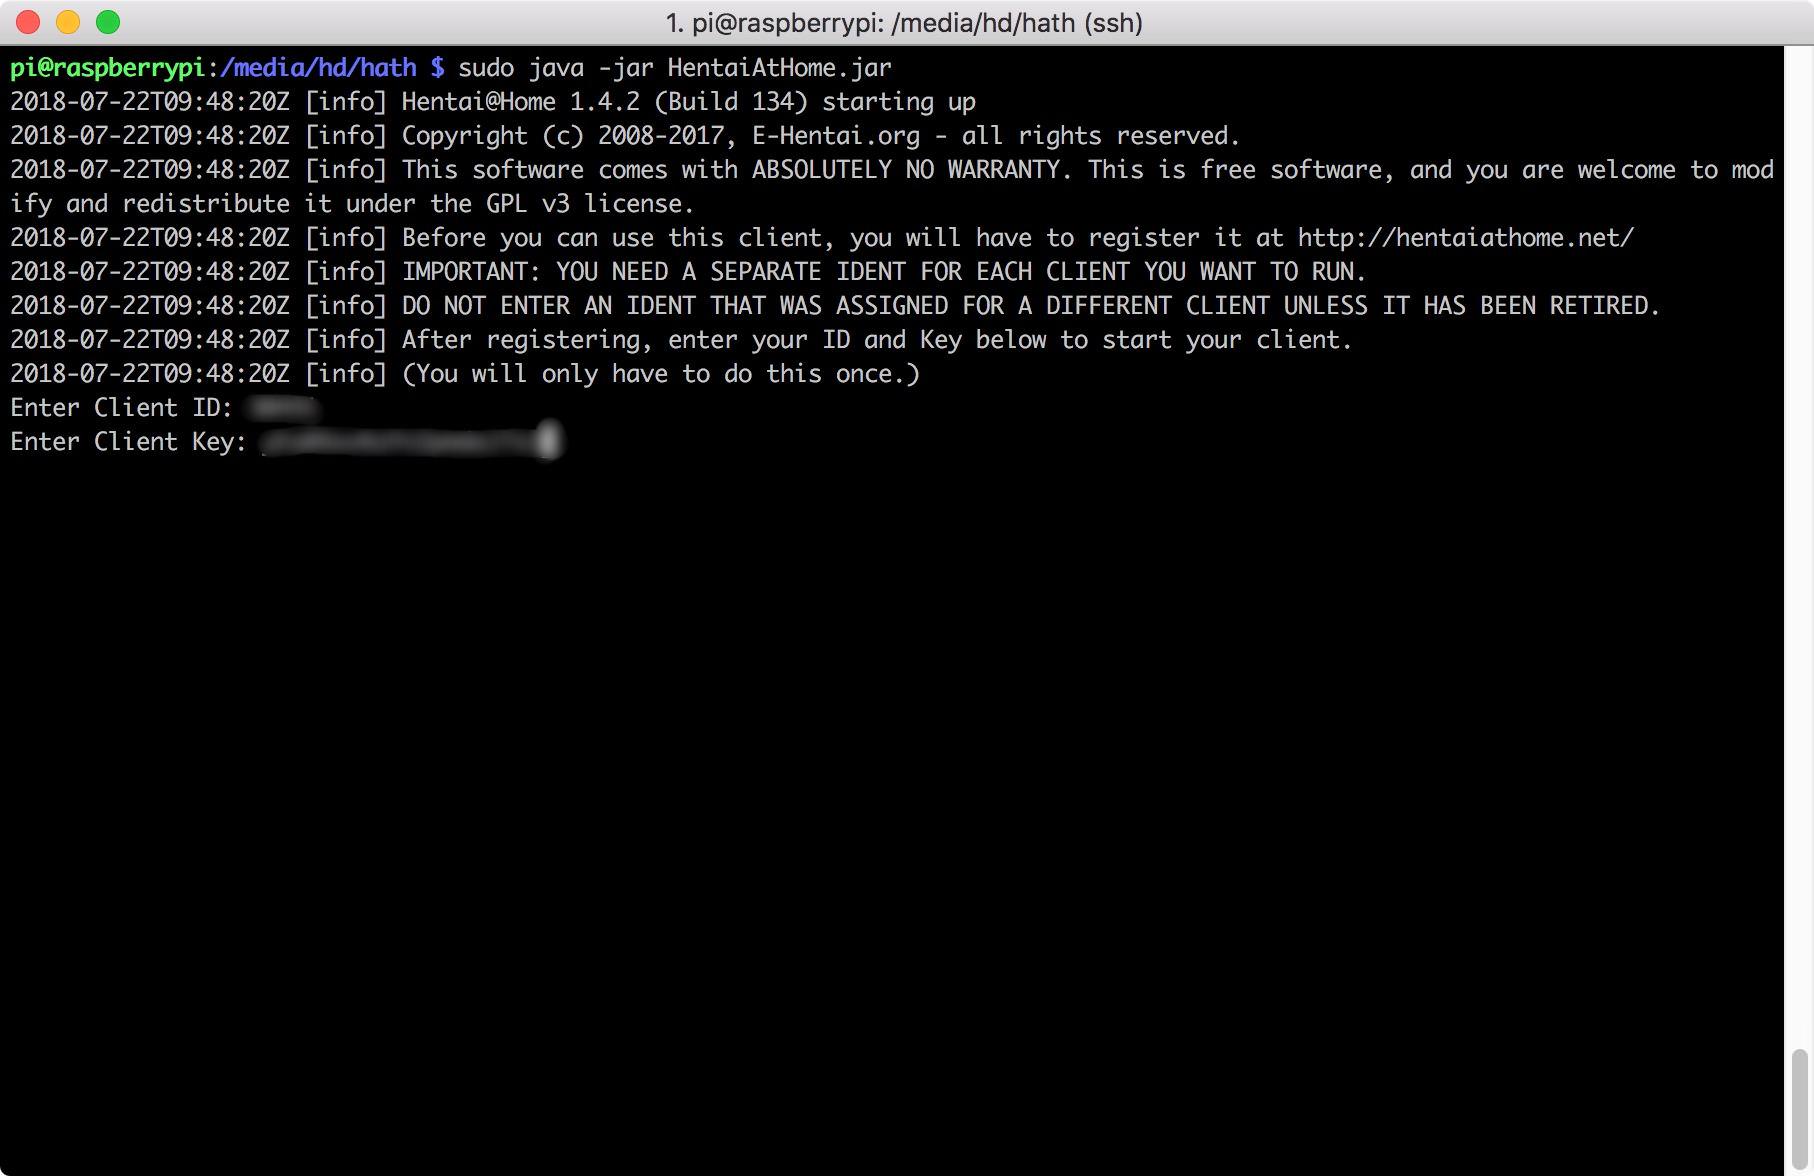 1. pi@raspberrypi: /media/hd/hath (ssh)
pi@raspberrypi:/media/hd/hath $ sudo java -jar HentaiAtHome.jar
2018-07-22T09:48:20Z [info] Hentai@Home 1.4.2 (Build 134) starting up
2018-07-22T09:48:20Z [info] Copyright (c) 2008-2017, E-Hentai.org - all rights reserved.
2018-07-22T09:48:20Z [info] This software comes with ABSOLUTELY NO WARRANTY. This is free software, and you are welcome to mod
ify and redistribute it under the GPL v3 license.
2018-07-22T09:48:20Z [info] Before you can use this client, you will have to register it at http://hentaiathome.net/
2018-07-22T09:48:20Z [info] IMPORTANT: YOU NEED A SEPARATE IDENT FOR EACH CLIENT YOU WANT TO RUN.
2018-07-22T09:48:20Z [info] DO NOT ENTER AN IDENT THAT WAS ASSIGNED FOR A DIFFERENT CLIENT UNLESS IT HAS BEEN RETIRED.
2018-07-22T09:48:20Z [info] After registering, enter your ID and Key below to start your client.
2018-07-22T09:48:20Z [info] (You will only have to do this once.)
Enter Client ID:
Enter Client Key: